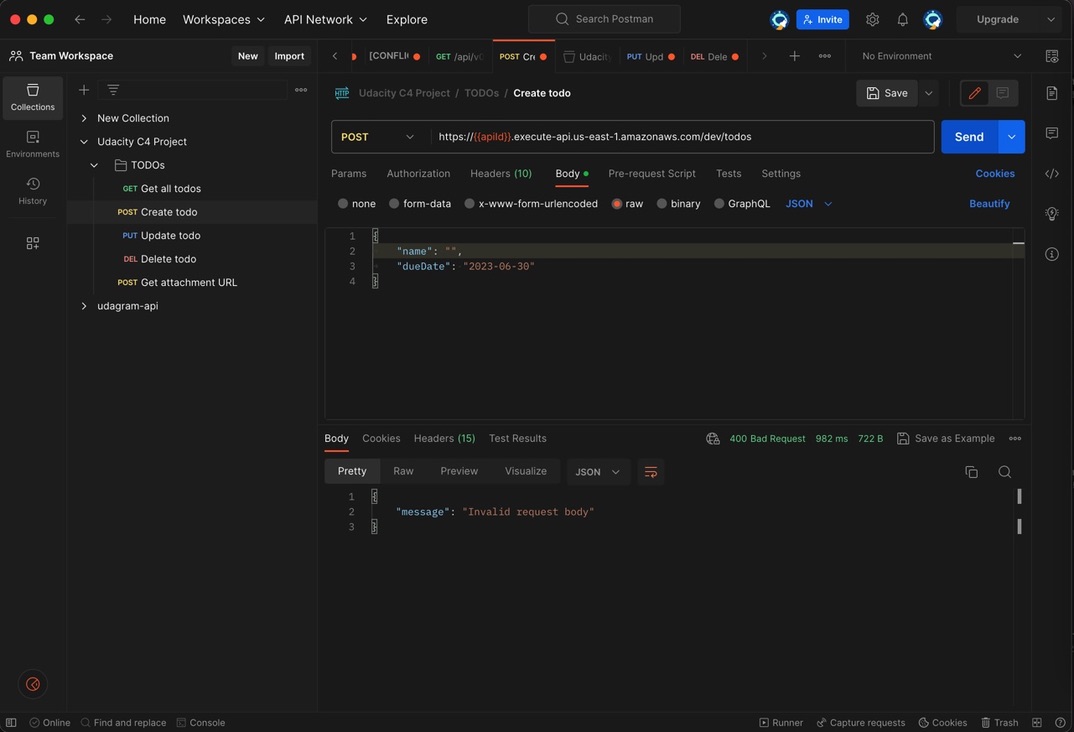 Home Workspaces API Network Explore Search Postman Invite Upgrade
Team Workspace New Import [CONFLI GET /api/v0 POST Cre Udacity PUT Upd DEL Dele No Environment
Collections
Environments
History
New Collection
Udacity C4 Project
TODOs
GET Get all todos
POST Create todo
PUT Update todo
DEL Delete todo
POST Get attachment URL
udagram-api
HTTP Udacity C4 Project / TODOs / Create todo Save
POST https://{{apiId}}.execute-api.us-east-1.amazonaws.com/dev/todos Send
Params Authorization Headers (10) Body Pre-request Script Tests Settings Cookies
none form-data x-www-form-urlencoded raw binary GraphQL JSON Beautify
1 {
2 "name": "",
3 "dueDate": "2023-06-30"
4 }
Body Cookies Headers (15) Test Results 400 Bad Request 982 ms 722 B Save as Example
Pretty Raw Preview Visualize JSON
1 {
2 "message": "Invalid request body"
3 }
Online Find and replace Console Runner Capture requests Cookies Trash